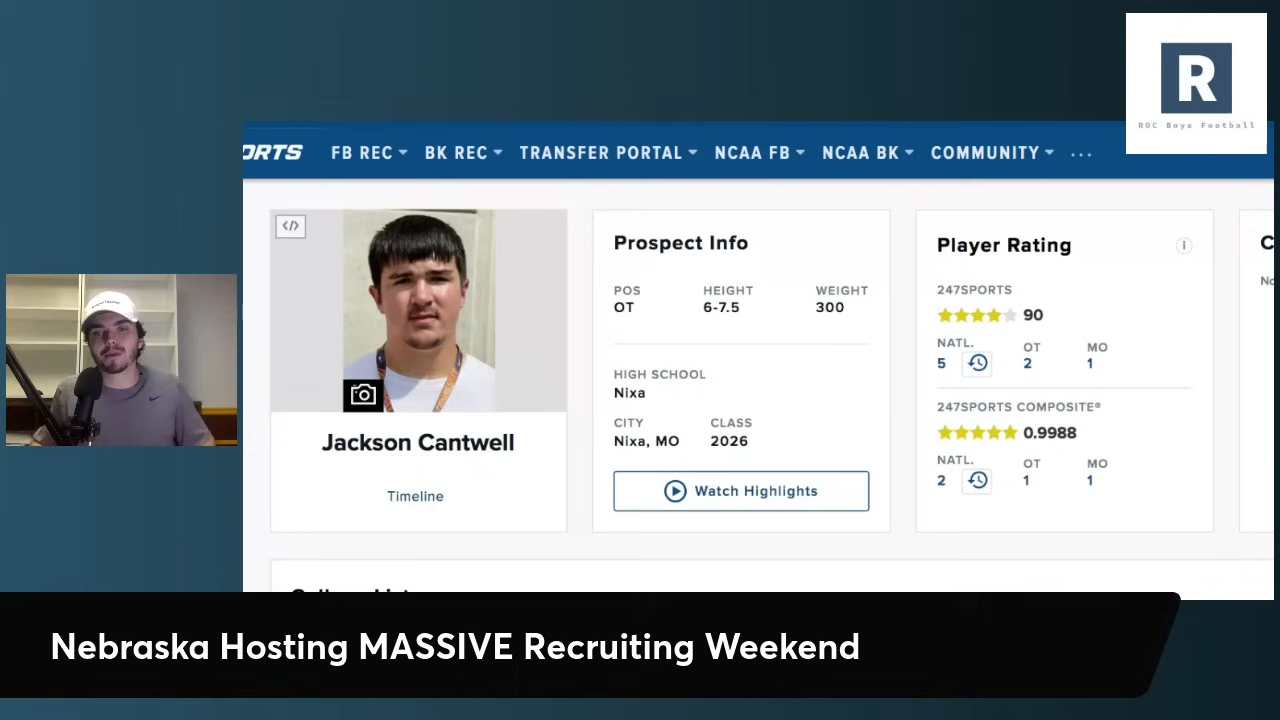 R
ROC Boys Football
ORTS FB REC BK REC TRANSFER PORTAL NCAA FB NCAA BK COMMUNITY ...
</>
Jackson Cantwell
Timeline
Prospect Info
POS HEIGHT WEIGHT
OT 6-7.5 300
HIGH SCHOOL
Nixa
CITY CLASS
Nixa, MO 2026
Watch Highlights
Player Rating
i
247SPORTS
90
NATL. OT MO
5 2 1
247SPORTS COMPOSITE®
0.9988
NATL. OT MO
2 1 1
C
Nebraska Hosting MASSIVE Recruiting Weekend